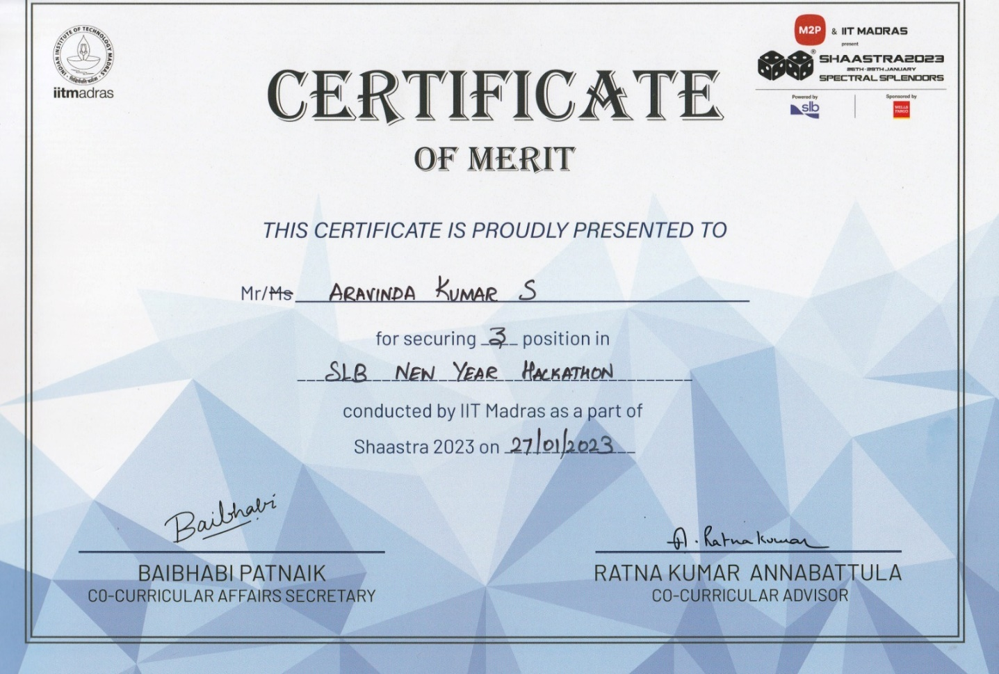 INDIAN INSTITUTE OF TECHNOLOGY MADRAS
iitmadras
M2P & IIT MADRAS
present
SHAASTRA2023
26TH-29TH JANUARY
SPECTRAL SPLENDORS
Powered by
slb
Sponsored by
WELLS
FARGO
CERTIFICATE
OF MERIT
THIS CERTIFICATE IS PROUDLY PRESENTED TO
Mr/Ms ARAVINDA KUMAR S
for securing 3 position in
SLB NEW YEAR HACKATHON
conducted by IIT Madras as a part of
Shaastra 2023 on 27/01/2023
Baibhabi
BAIBHABI PATNAIK
CO-CURRICULAR AFFAIRS SECRETARY
A. Ratna kumar
RATNA KUMAR ANNABATTULA
CO-CURRICULAR ADVISOR